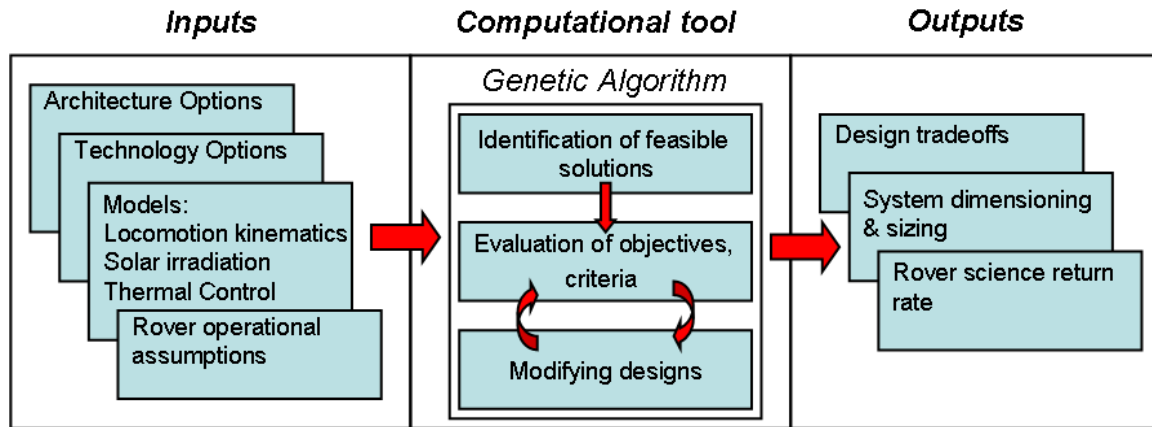 Inputs
Computational tool
Outputs
Architecture Options
Technology Options
Models:
Locomotion kinematics
Solar irradiation
Thermal Control
Rover operational
assumptions
Genetic Algorithm
Identification of feasible
solutions
Evaluation of objectives,
criteria
Modifying designs
Design tradeoffs
System dimensioning
& sizing
Rover science return
rate